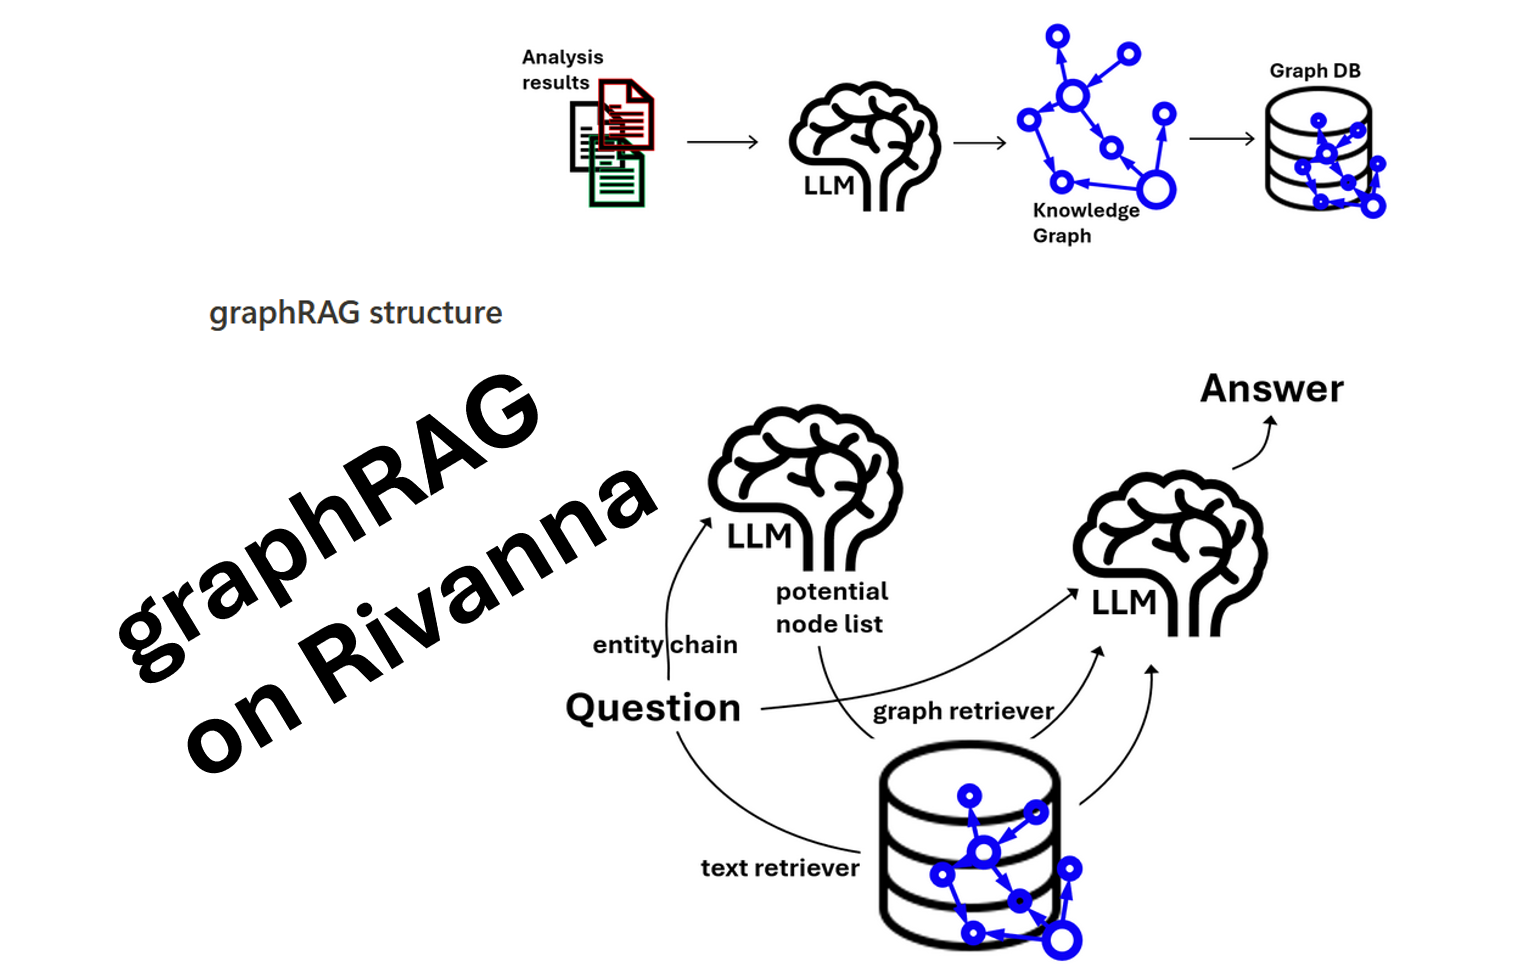 Analysis
results
LLM
Knowledge
Graph
Graph DB
graphRAG structure
graphRAG
on Rivanna
Answer
LLM
potential
node list
LLM
entity chain
Question
graph retriever
text retriever